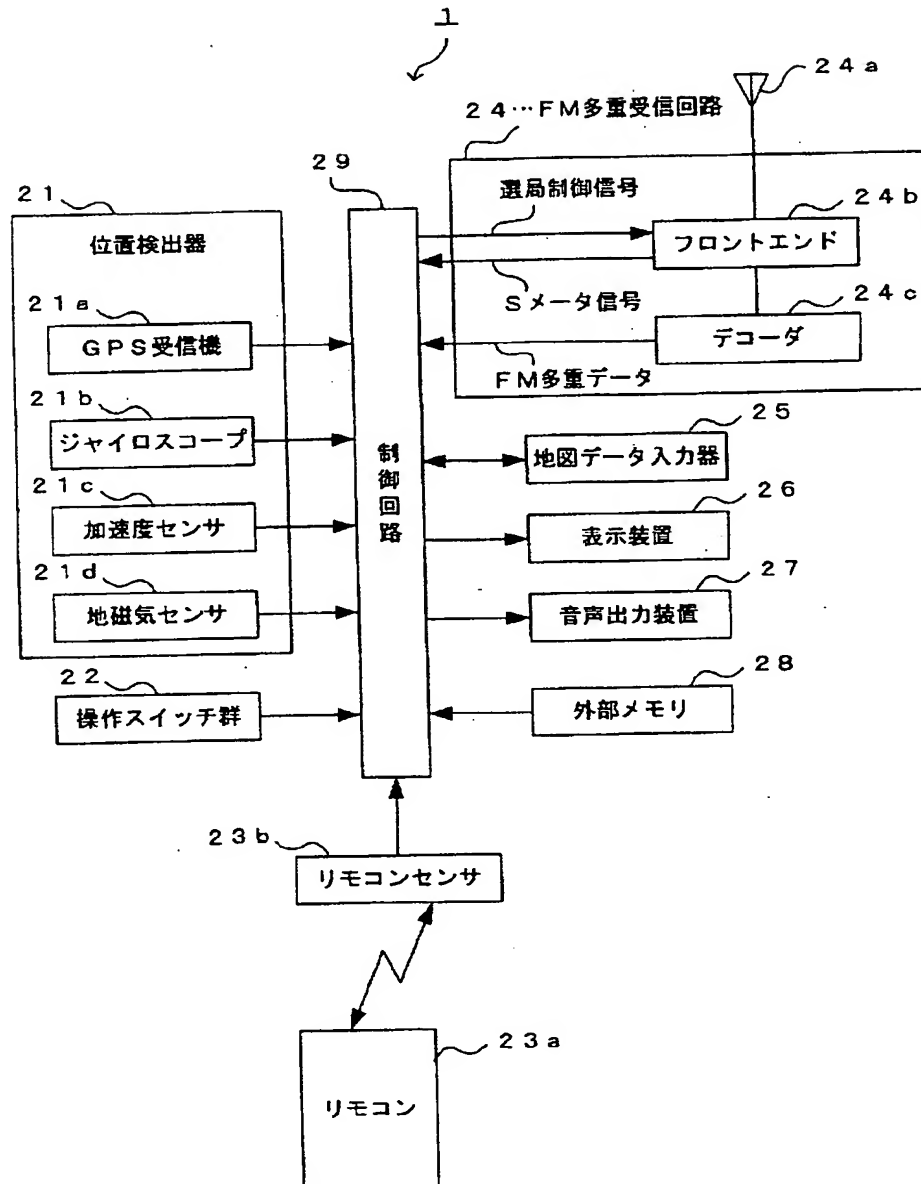 1
24a
24…FM多重受信回路
29
選局制御信号
24b
21
位置検出器
フロントエンド
Sメータ信号
24c
21a
GPS受信機
デコーダ
FM多重データ
21b
ジャイロスコープ
25
地図データ入力器
制御回路
21c
加速度センサ
26
表示装置
21d
地磁気センサ
27
音声出力装置
22
操作スイッチ群
28
外部メモリ
23b
リモコンセンサ
23a
リモコン